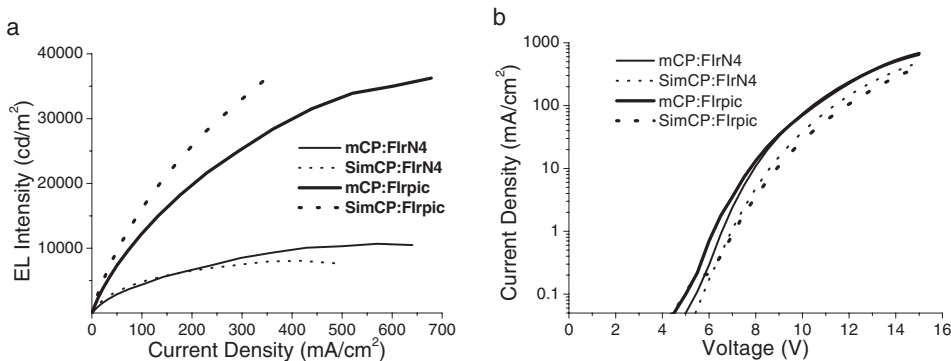 a
EL Intensity (cd/m²)
40000
30000
20000
10000
0
0 100 200 300 400 500 600 700
Current Density (mA/cm²)
mCP:FIrN4
SimCP:FIrN4
mCP:FIrpic
SimCP:FIrpic
b
Current Density (mA/cm²)
1000
100
10
1
0.1
0 2 4 6 8 10 12 14 16
Voltage (V)
mCP:FIrN4
SimCP:FIrN4
mCP:FIrpic
SimCP:FIrpic